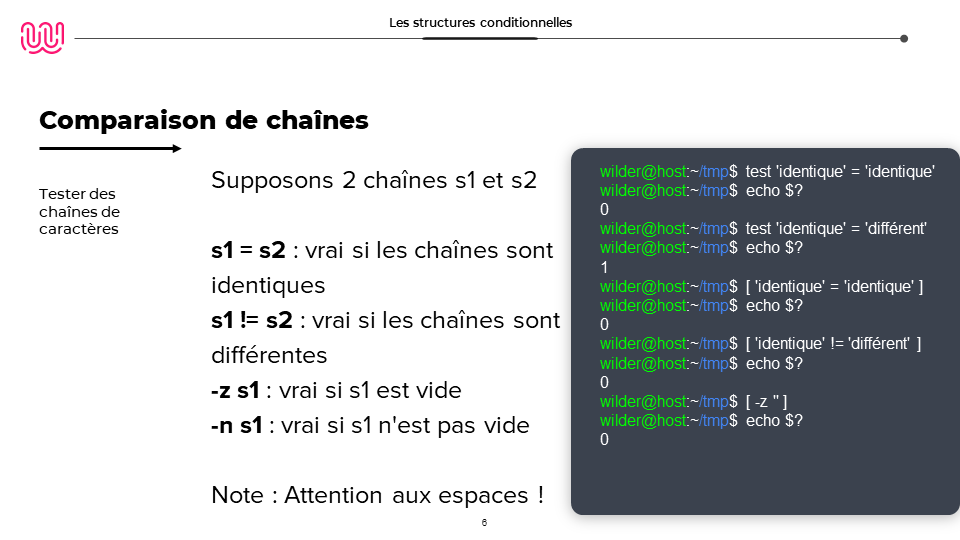 Les structures conditionnelles
Comparaison de chaînes
Tester des
chaînes de
caractères
Supposons 2 chaînes s1 et s2
s1 = s2 : vrai si les chaînes sont
identiques
s1 != s2 : vrai si les chaînes sont
différentes
-z s1 : vrai si s1 est vide
-n s1 : vrai si s1 n'est pas vide
Note : Attention aux espaces !
wilder@host:~/tmp$ test 'identique' = 'identique'
wilder@host:~/tmp$ echo $?
0
wilder@host:~/tmp$ test 'identique' = 'différent'
wilder@host:~/tmp$ echo $?
1
wilder@host:~/tmp$ [ 'identique' = 'identique' ]
wilder@host:~/tmp$ echo $?
0
wilder@host:~/tmp$ [ 'identique' != 'différent' ]
wilder@host:~/tmp$ echo $?
0
wilder@host:~/tmp$ [ -z '' ]
wilder@host:~/tmp$ echo $?
0
6